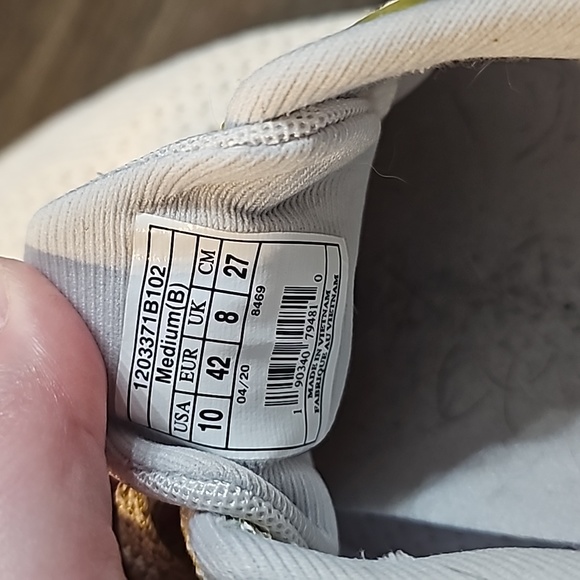 1203371B102
Medium(B)
USA EUR UK CM
10 42 8 27
04/20 8469
1 90340 79481 0
MADE IN VIETNAM
FABRIQUE AU VIETNAM